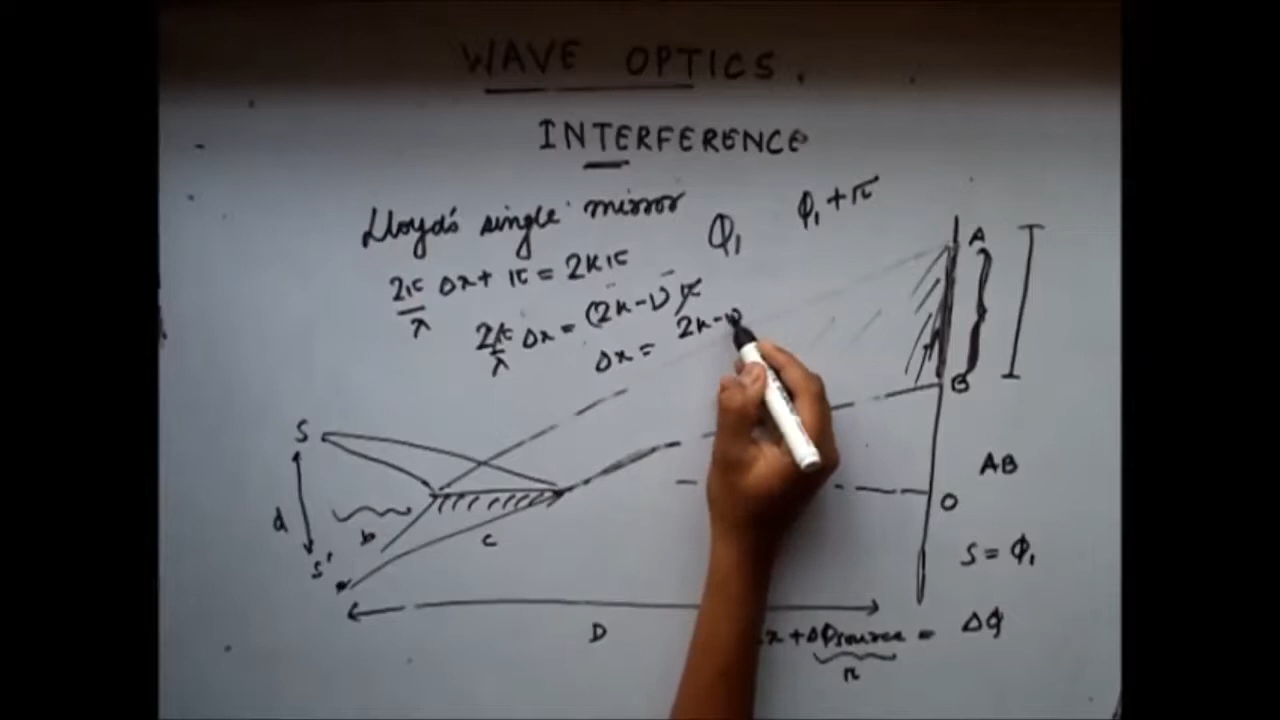 WAVE OPTICS.
INTERFERENCE
Lloyd's single mirror
φ₁
φ₁ + π
2π/λ Δx + π = 2kπ
2π/λ Δx = (2k-1)π
Δx = 2k-1
A
B
S
d
S'
b
c
O
AB
S = φ₁
D
x + Δφsource = Δφ
π